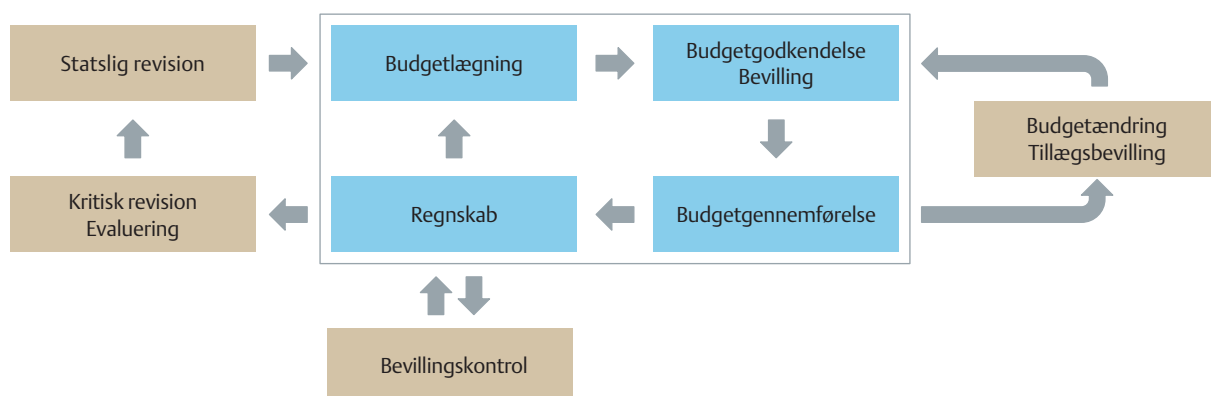 Statslig revision
Budgetlægning
Budgetgodkendelse
Bevilling
Budgetændring
Tillægsbevilling
Kritisk revision
Evaluering
Regnskab
Budgetgennemførelse
Bevillingskontrol